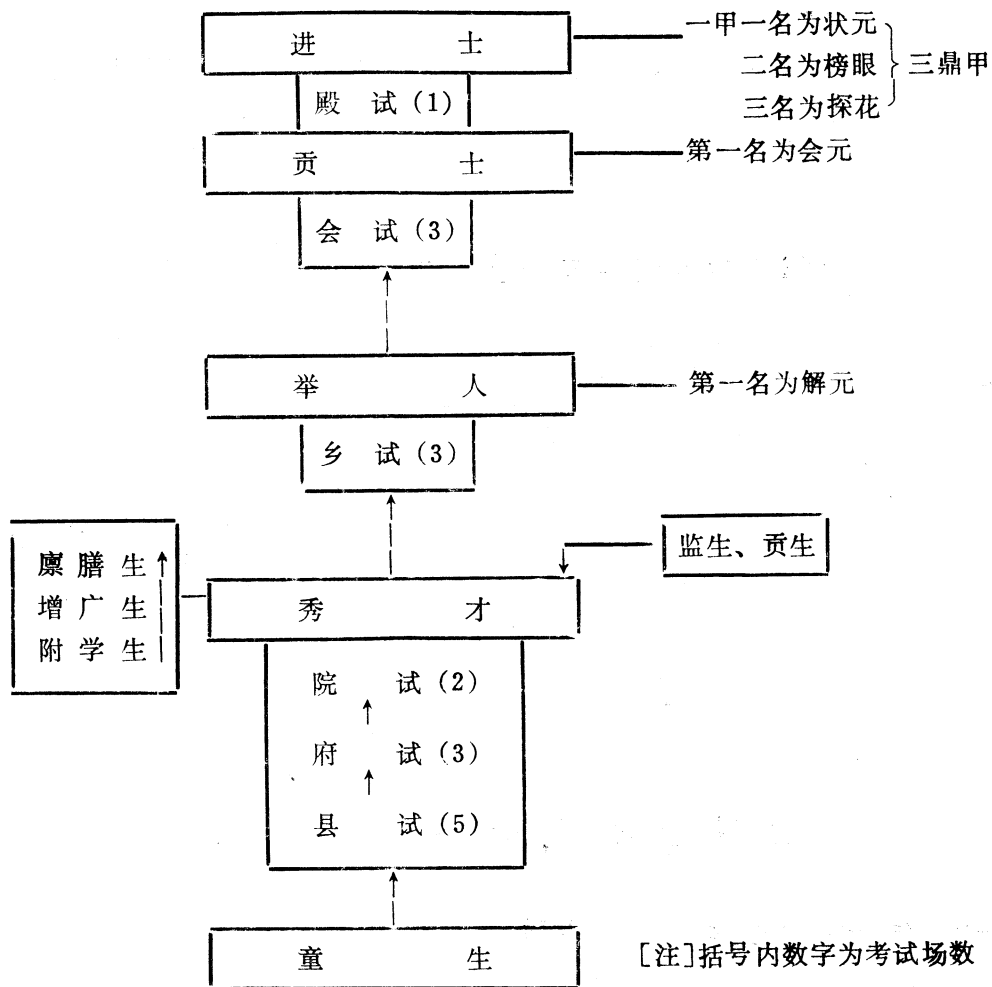 进 士
一甲一名为状元
二名为榜眼
三名为探花
三鼎甲
殿 试(1)
贡 士
第一名为会元
会 试(3)
举 人
第一名为解元
乡 试(3)
廪膳生
增广生
附学生
监生、贡生
秀 才
院 试(2)
府 试(3)
县 试(5)
童 生
[注]括号内数字为考试场数